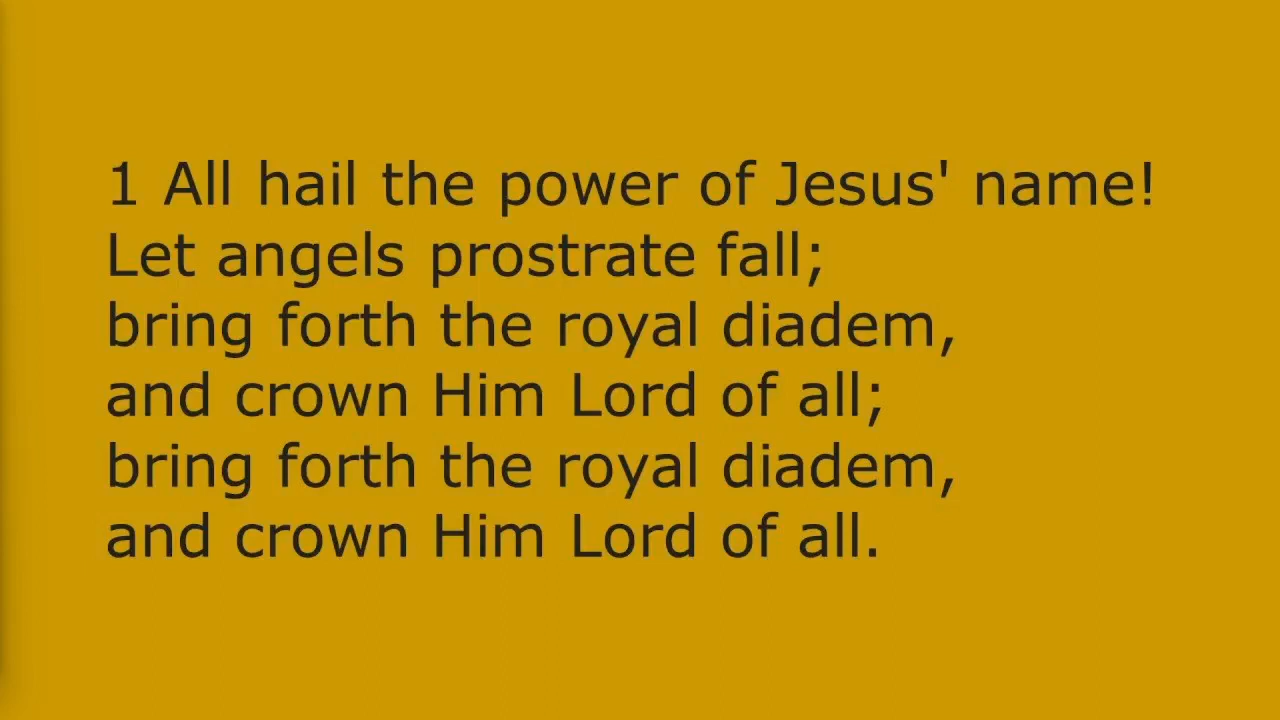 1 All hail the power of Jesus' name!
Let angels prostrate fall;
bring forth the royal diadem,
and crown Him Lord of all;
bring forth the royal diadem,
and crown Him Lord of all.